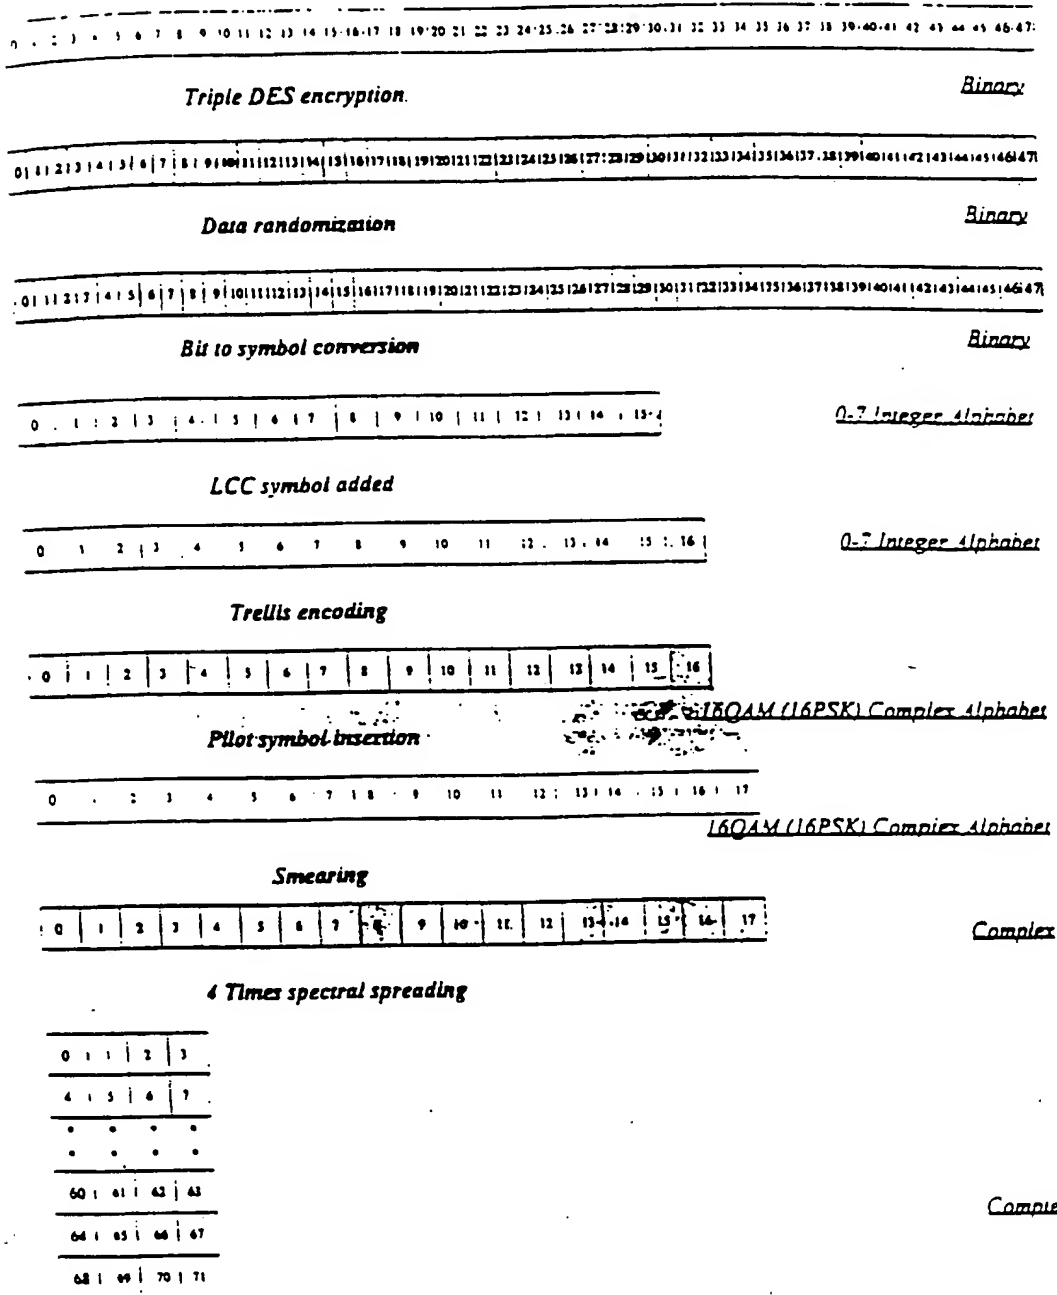 0 2 3 5 6 7 8 9 10 11 12 13 14 15 16 17 18 19 20 21 22 23 24 25 26 27 28 29 30 31 32 33 34 35 36 37 38 39 40 41 42 43 44 45 46 47
Binary
Triple DES encryption.
0 1 2 3 4 5 6 7 8 9 10 11 12 13 14 15 16 17 18 19 20 21 22 23 24 25 26 27 28 29 30 31 32 33 34 35 36 37 38 39 40 41 42 43 44 45 46 47
Binary
Data randomization
0 1 2 3 4 5 6 7 8 9 10 11 12 13 14 15 16 17 18 19 20 21 22 23 24 25 26 27 28 29 30 31 32 33 34 35 36 37 38 39 40 41 42 43 44 45 46 47
Binary
Bit to symbol conversion
0 1 2 3 4 5 6 7 8 9 10 11 12 13 14 15
0-7 Integer Alphabet
LCC symbol added
0 1 2 3 4 5 6 7 8 9 10 11 12 13 14 15 16
0-7 Integer Alphabet
Trellis encoding
0 1 2 3 4 5 6 7 8 9 10 11 12 13 14 15 16
16QAM (16PSK) Complex Alphabet
Pilot symbol insertion
0 2 3 4 5 6 7 8 9 10 11 12 13 14 15 16 17
16QAM (16PSK) Complex Alphabet
Smearing
0 1 2 3 4 5 6 7 8 9 10 11 12 13 14 15 16 17
Complex
4 Times spectral spreading
0 1 2 3
4 5 6 7
60 61 62 63
64 65 66 67
Comple
68 69 70 71